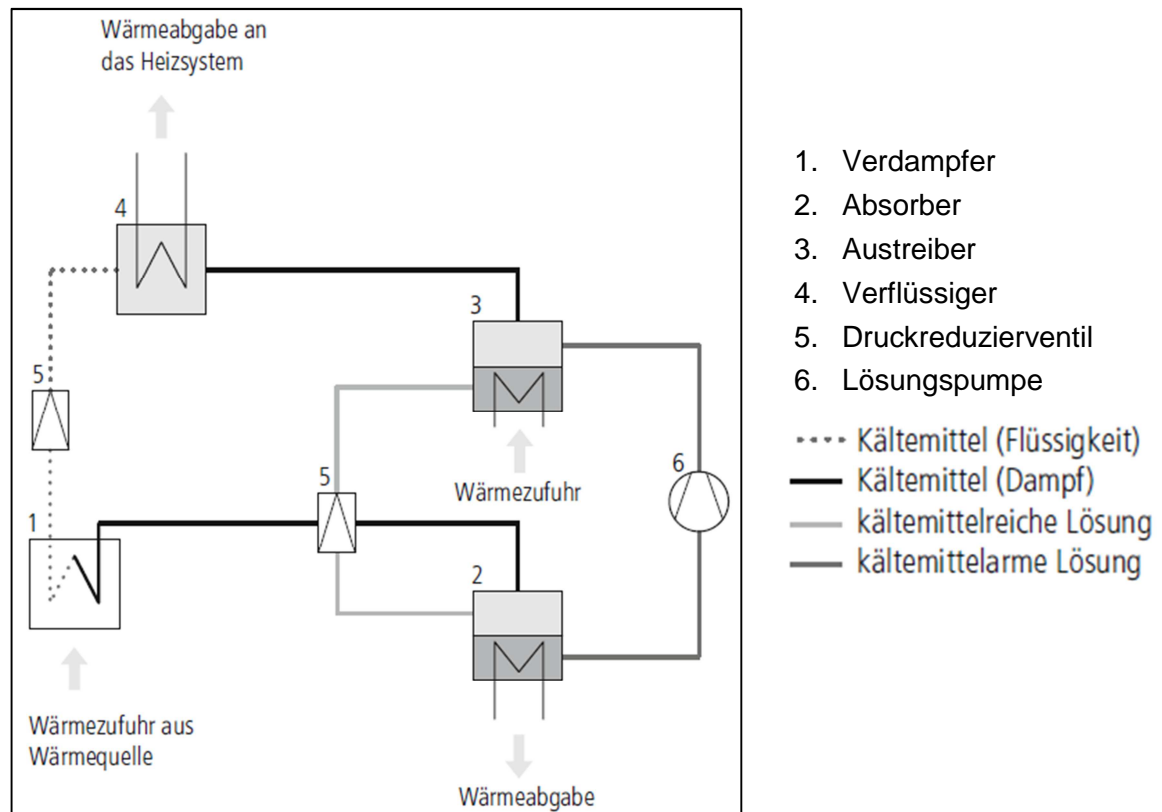 Wärmeabgabe an
das Heizsystem
4
3
5
5
6
Wärmezufuhr
1
2
Wärmezufuhr aus
Wärmequelle
Wärmeabgabe
1. Verdampfer
2. Absorber
3. Austreiber
4. Verflüssiger
5. Druckreduzierventil
6. Lösungspumpe
Kältemittel (Flüssigkeit)
Kältemittel (Dampf)
kältemittelreiche Lösung
kältemittelarme Lösung